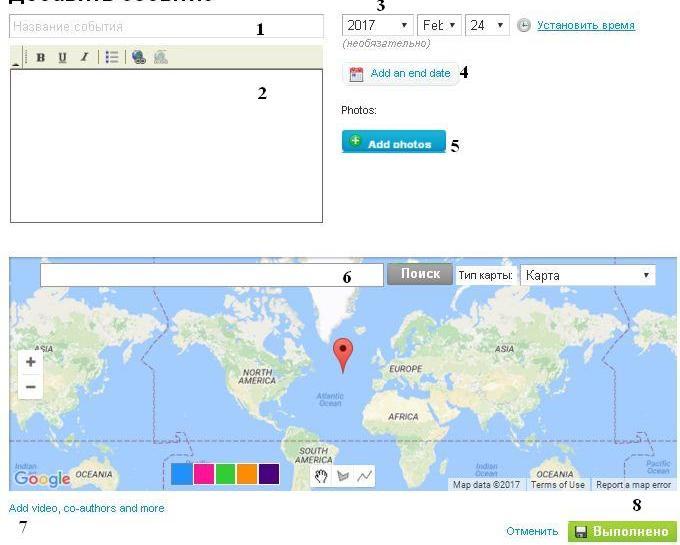 Добавить событие
3
Название события 1
2017 Feb 24 Установить время
(необязательно)
B U I
Add an end date 4
2
Photos:
Add photos 5
6 Поиск Тип карты: Карта
+
−
ASIA
NORTH
AMERICA
EUROPE
ASIA
Atlantic
Ocean
AFRICA
SOUTH
AMERICA
Indian
Ocean
OCEANIA
Pacific
Ocean
Indian
Ocean
OCEANIA
Pacific
Ocean
Google
Map data ©2017 Terms of Use Report a map error
Add video, co-authors and more
8
7
Отменить Выполнено